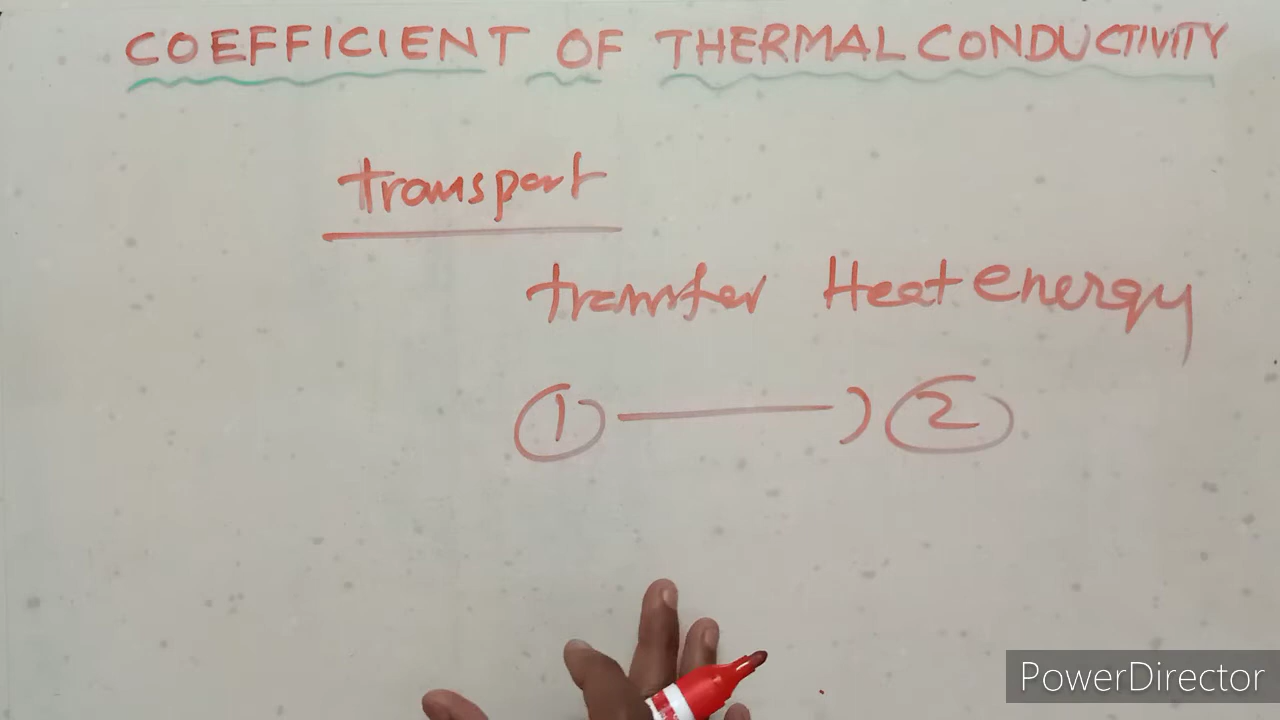 COEFFICIENT OF THERMAL CONDUCTIVITY
transport
transfer Heat energy
1 2
PowerDirector